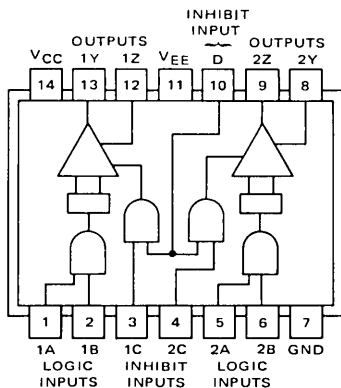 INHIBIT
INPUT
OUTPUTS OUTPUTS
VCC 1Y 1Z VEE D 2Z 2Y
14 13 12 11 10 9 8
1 2 3 4 5 6 7
1A 1B 1C 2C 2A 2B GND
LOGIC INHIBIT LOGIC
INPUTS INPUTS INPUTS